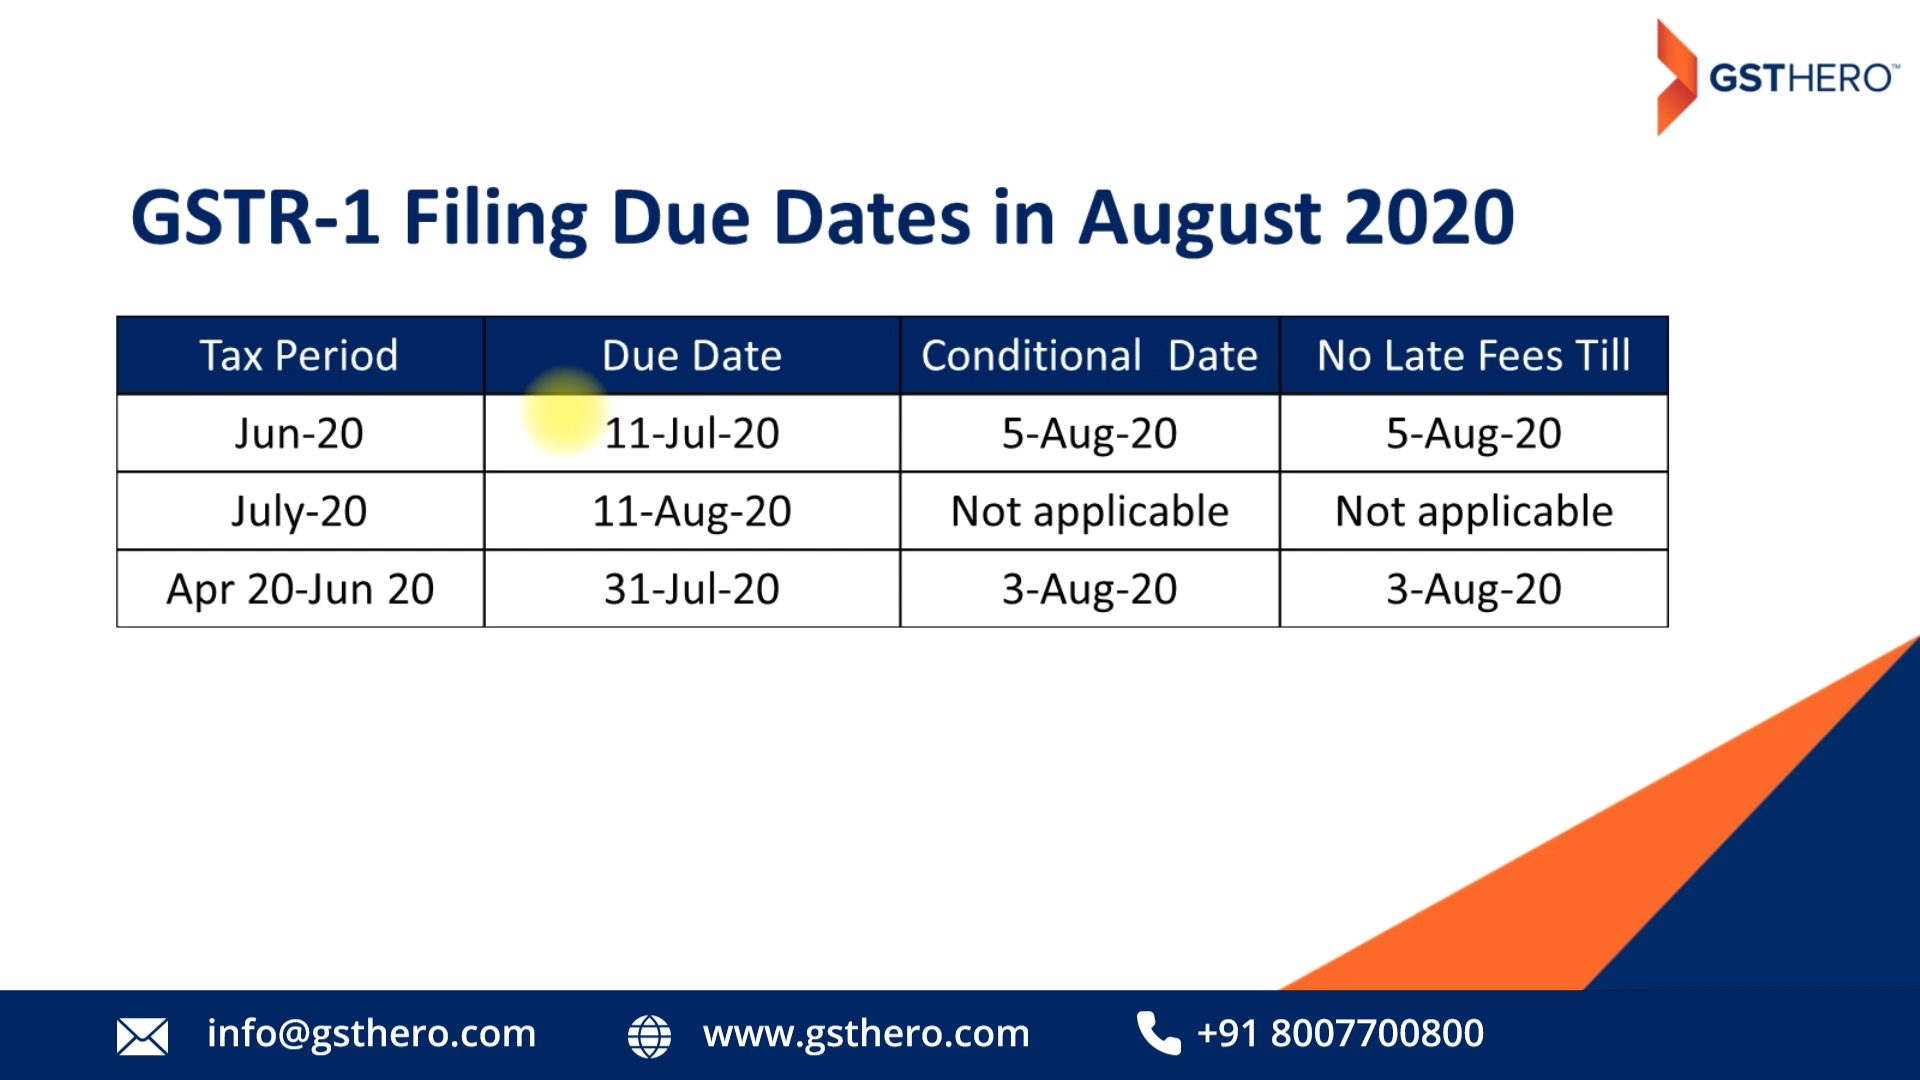 GSTHERO™
GSTR-1 Filing Due Dates in August 2020
Tax Period Due Date Conditional Date No Late Fees Till
Jun-20 11-Jul-20 5-Aug-20 5-Aug-20
July-20 11-Aug-20 Not applicable Not applicable
Apr 20-Jun 20 31-Jul-20 3-Aug-20 3-Aug-20
info@gsthero.com www.gsthero.com +91 8007700800